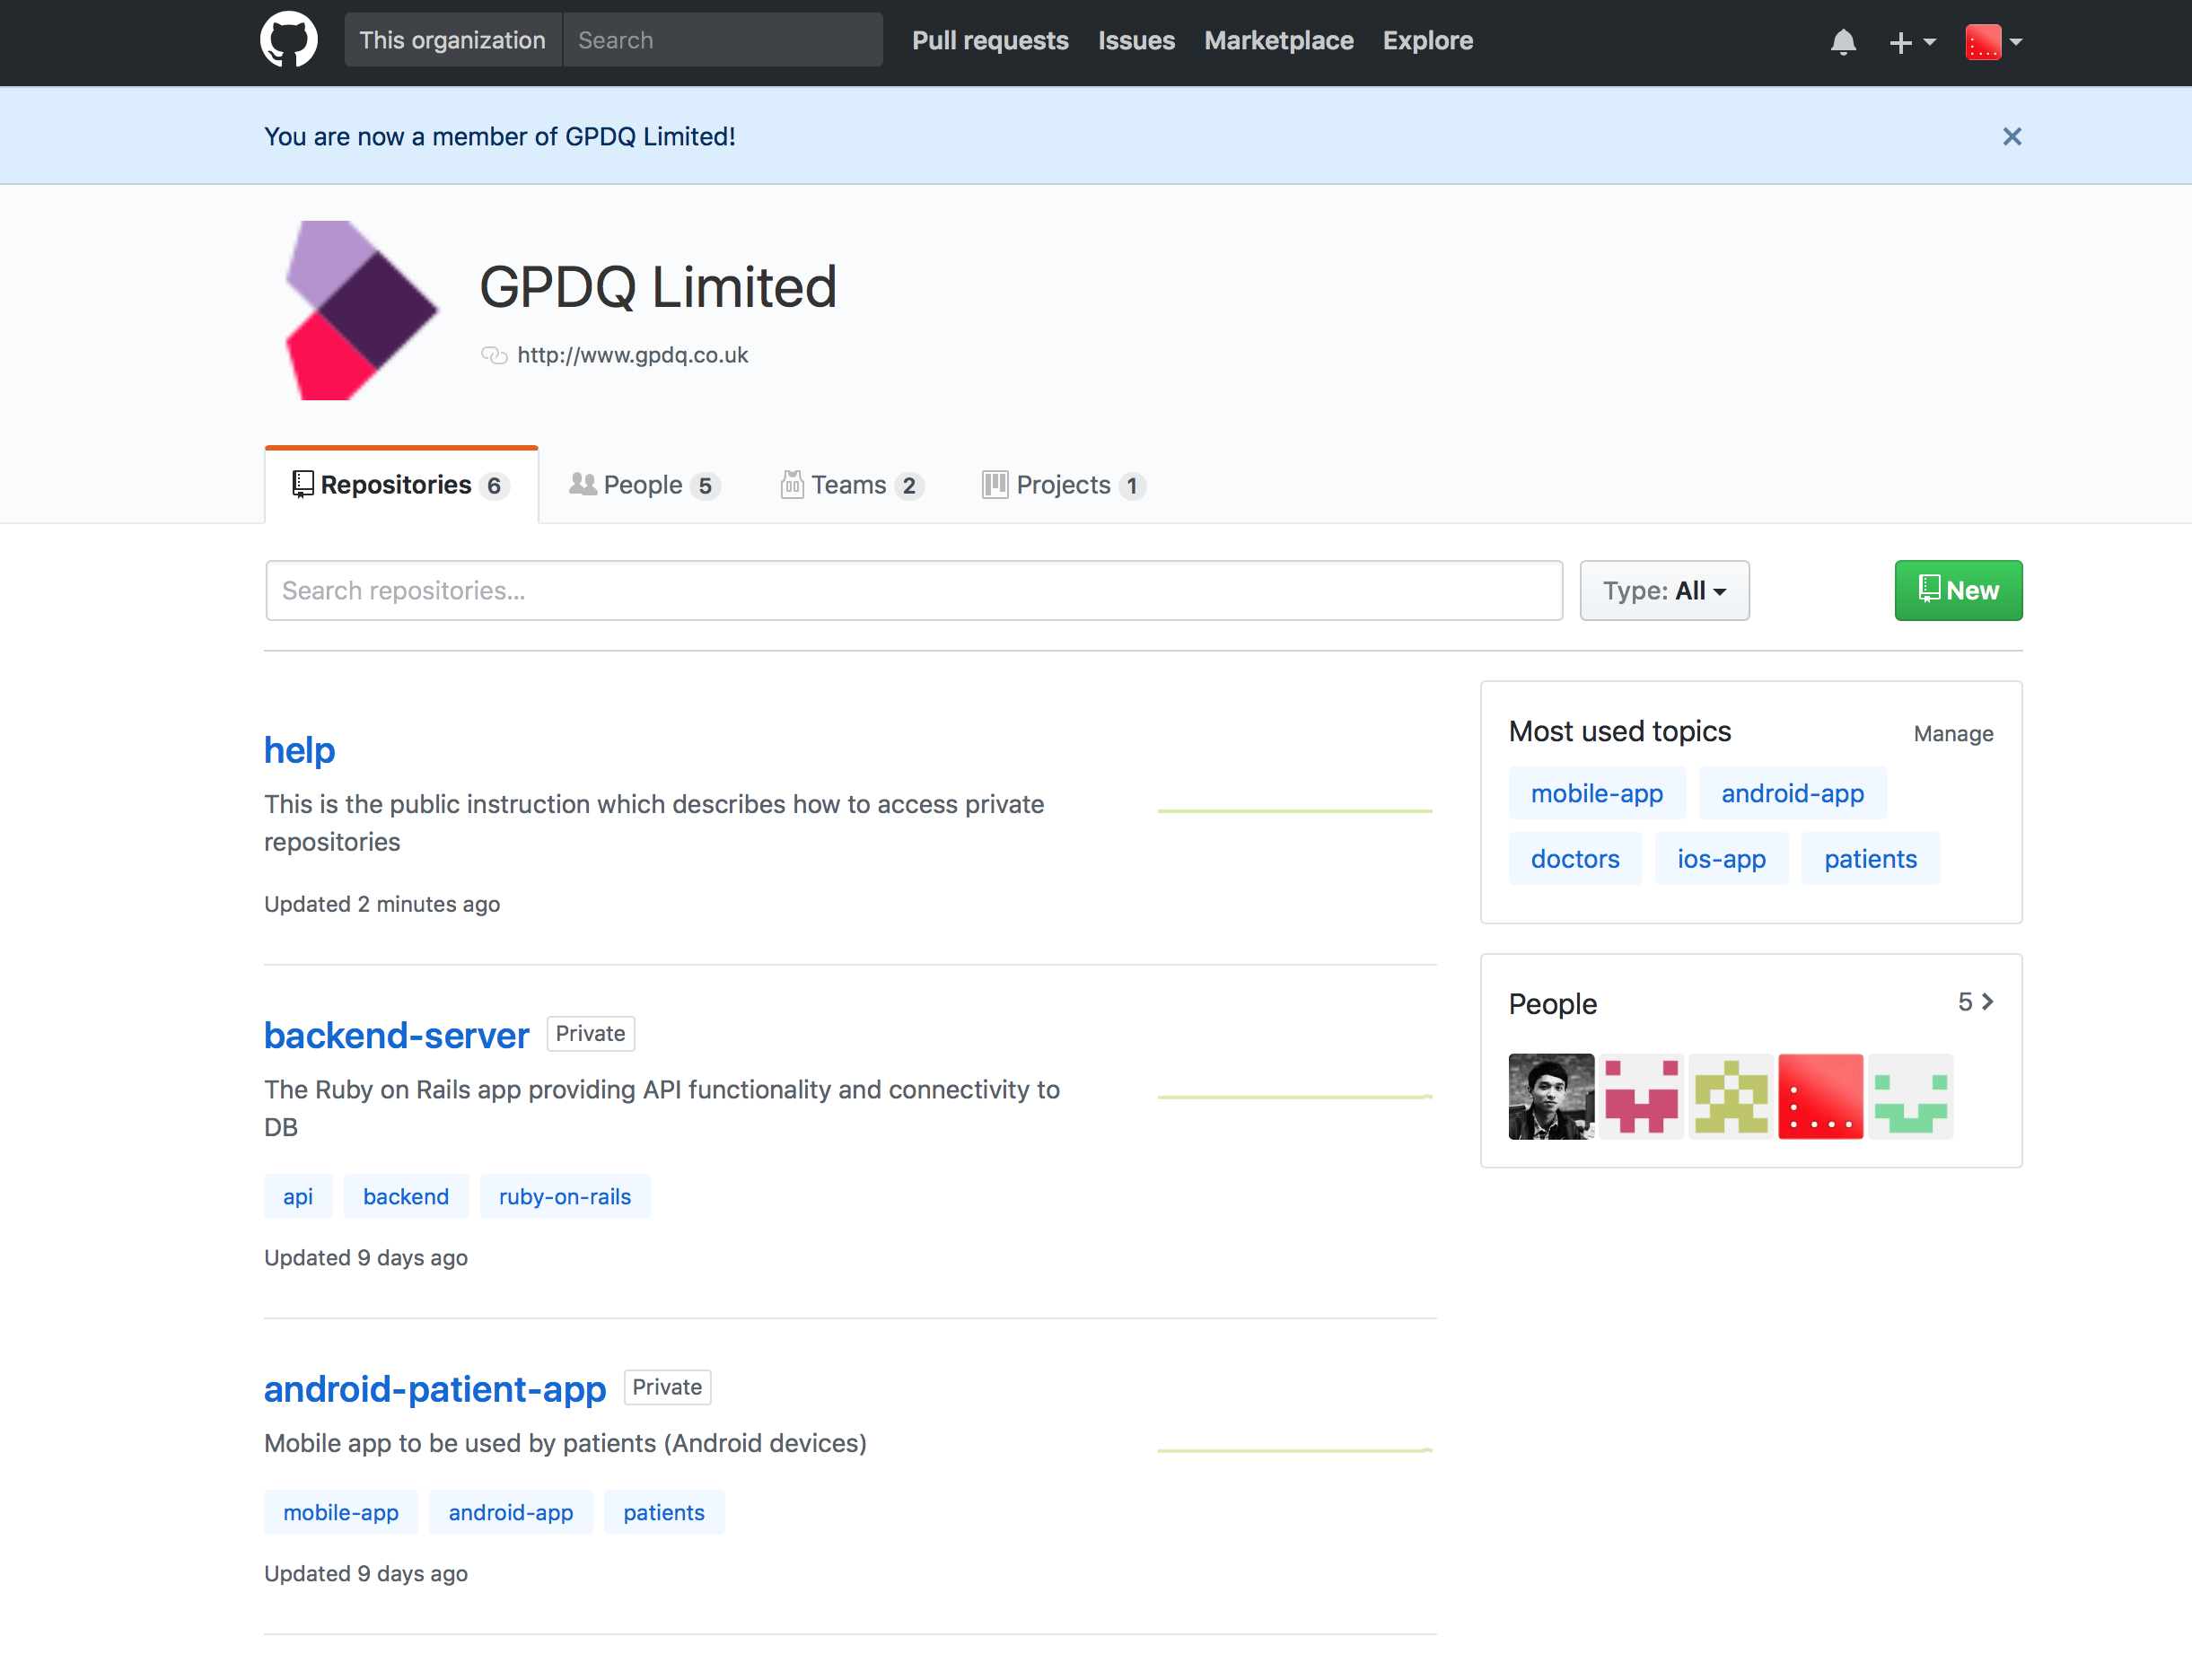 This organization Search Pull requests Issues Marketplace Explore
You are now a member of GPDQ Limited!
GPDQ Limited
http://www.gpdq.co.uk
Repositories 6 People 5 Teams 2 Projects 1
Search repositories... Type: All New
help
This is the public instruction which describes how to access private
repositories
Updated 2 minutes ago
backend-server Private
The Ruby on Rails app providing API functionality and connectivity to
DB
api backend ruby-on-rails
Updated 9 days ago
android-patient-app Private
Mobile app to be used by patients (Android devices)
mobile-app android-app patients
Updated 9 days ago
Most used topics Manage
mobile-app android-app
doctors ios-app patients
People 5